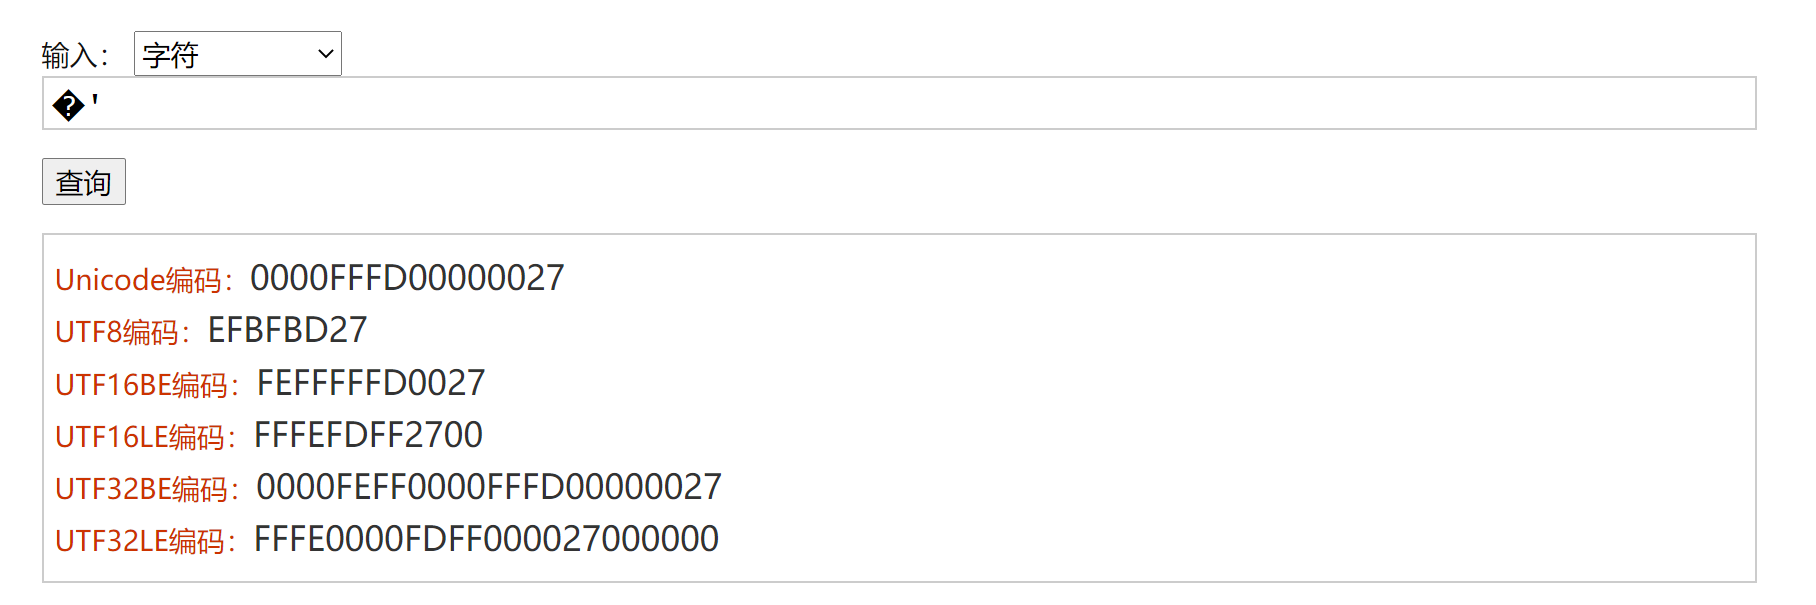 输入： 字符
�'
查询
Unicode编码：0000FFFD00000027
UTF8编码：EFBFBD27
UTF16BE编码：FEFFFFFD0027
UTF16LE编码：FFFEFDFF2700
UTF32BE编码：0000FEFF0000FFFD00000027
UTF32LE编码：FFFE0000FDFF000027000000